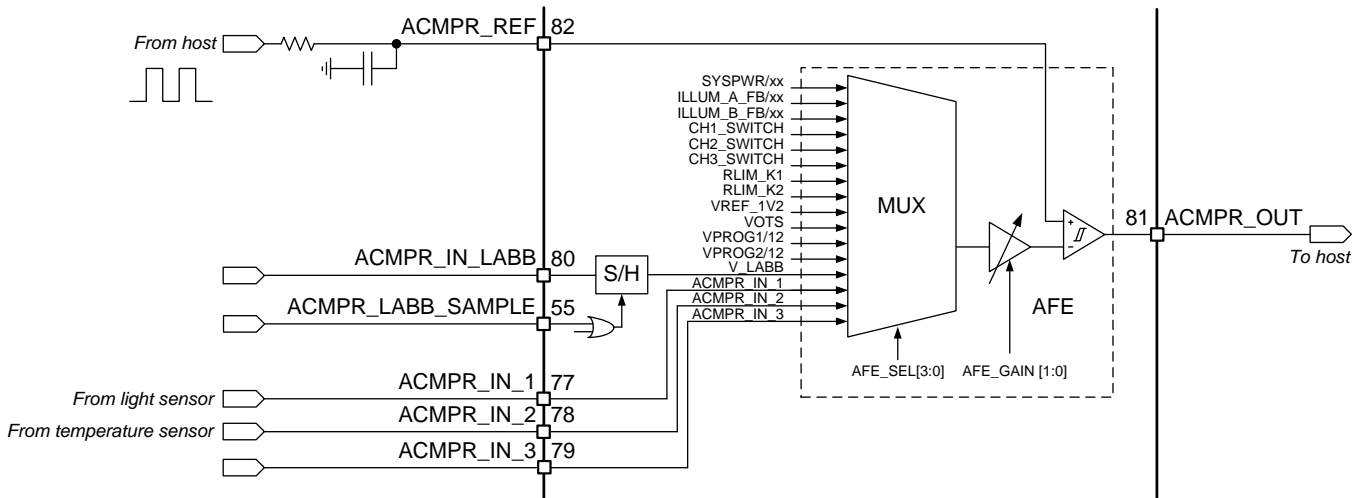 ACMPR_REF 82
From host
SYSPWR/xx
ILLUM_A_FB/xx
ILLUM_B_FB/xx
CH1_SWITCH
CH2_SWITCH
CH3_SWITCH
RLIM_K1
RLIM_K2
VREF_1V2
VOTS
VPROG1/12
VPROG2/12
V_LABB
ACMPR_IN_1
ACMPR_IN_2
ACMPR_IN_3
MUX
+
−
AFE
AFE_SEL[3:0]
AFE_GAIN [1:0]
81 ACMPR_OUT
To host
ACMPR_IN_LABB 80
S/H
ACMPR_LABB_SAMPLE 55
ACMPR_IN_1 77
From light sensor
ACMPR_IN_2 78
From temperature sensor
ACMPR_IN_3 79